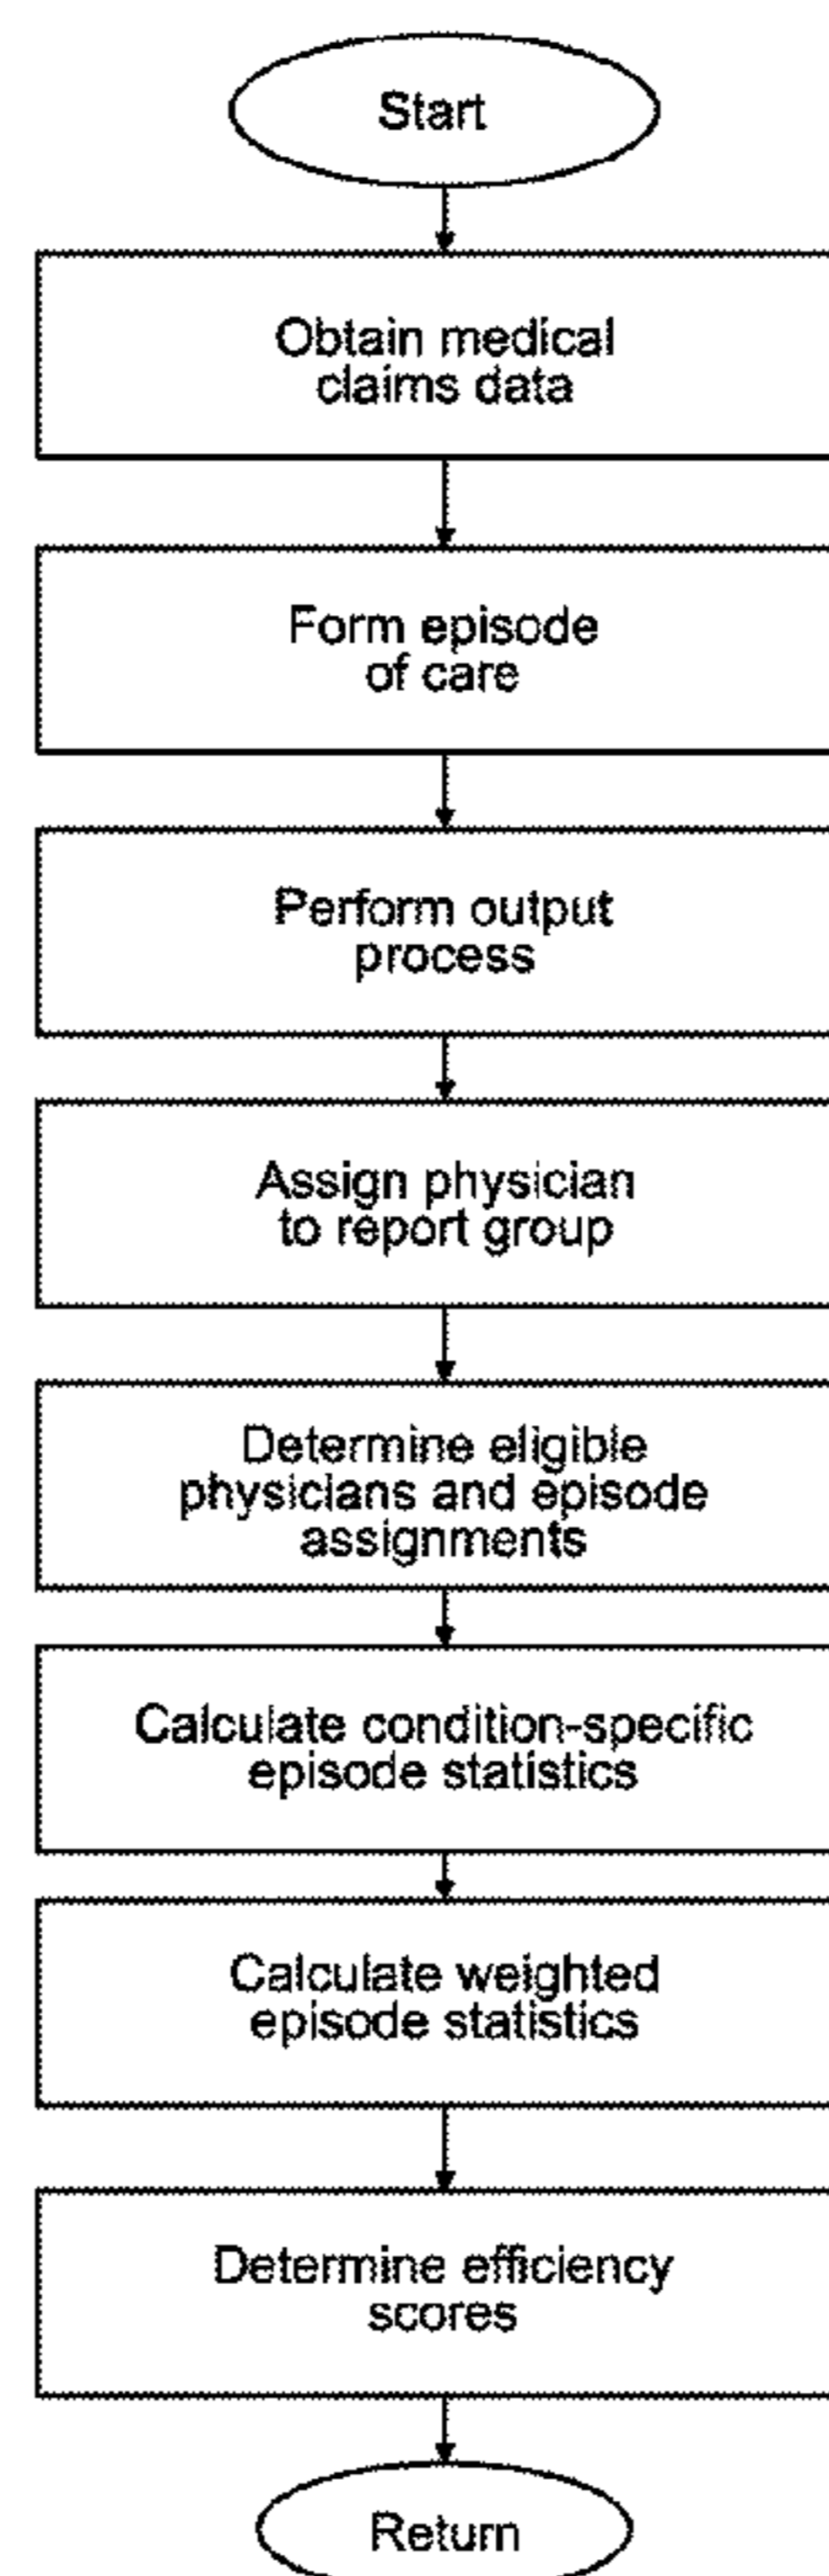 Start
Obtain medical
claims data
Form episode
of care
Perform output
process
Assign physician
to report group
Determine eligible
physicians and episode
assignments
Calculate condition-specific
episode statistics
Calculate weighted
episode statistics
Determine efficiency
scores
Return